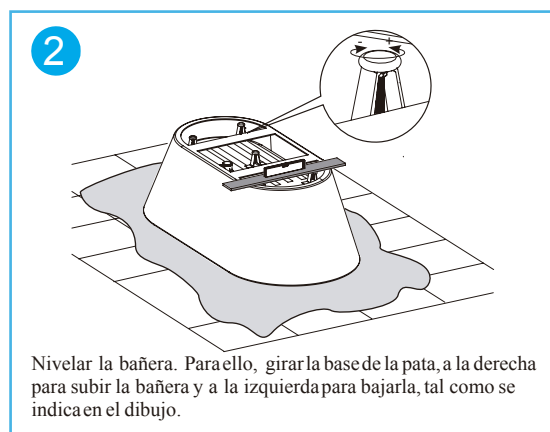 2
- +
Nivelar la bañera. Para ello, girar la base de la pata, a la derecha
para subir la bañera y a la izquierda para bajarla, tal como se
indica en el dibujo.